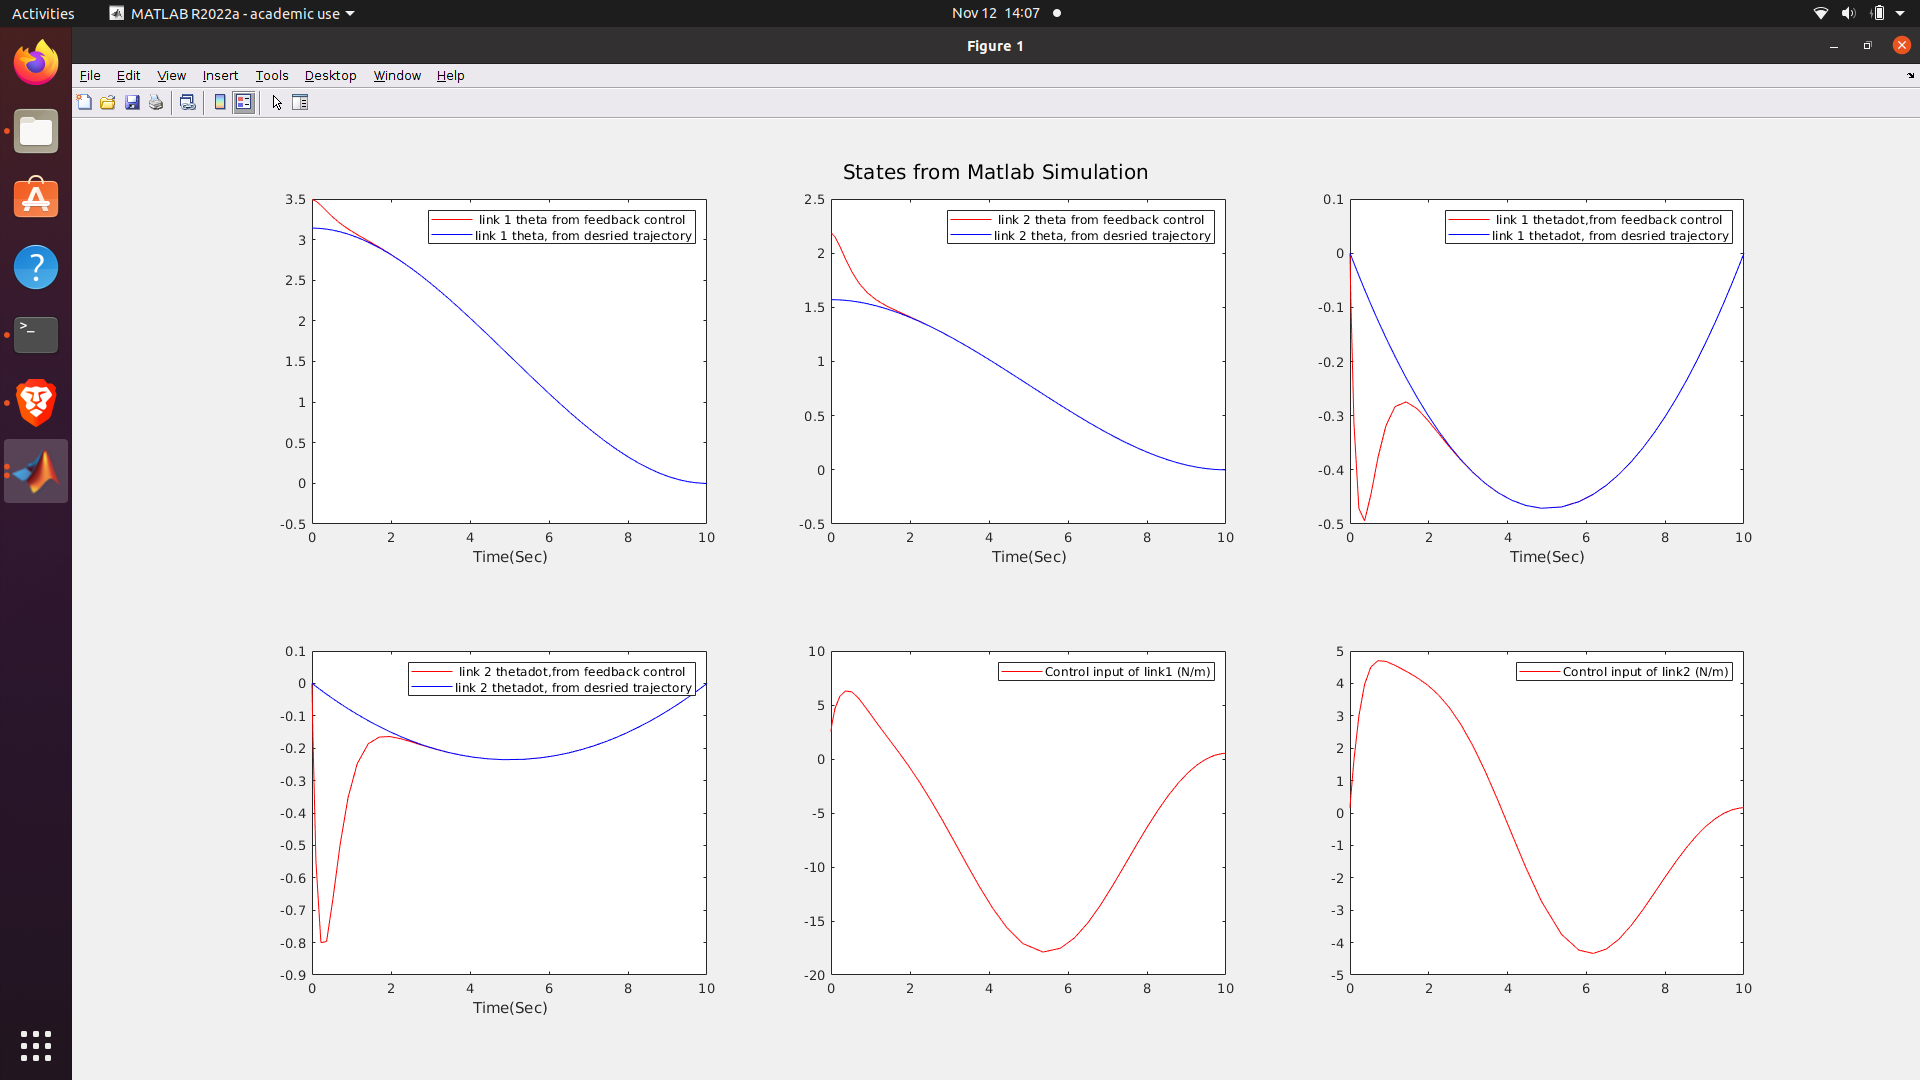 Activities
MATLAB R2022a - academic use
Nov 12 14:07
Figure 1
File Edit View Insert Tools Desktop Window Help
States from Matlab Simulation
link 1 theta from feedback control
link 1 theta, from desried trajectory
3.5
3
2.5
2
1.5
1
0.5
0
-0.5
0 2 4 6 8 10
Time(Sec)
link 2 theta from feedback control
link 2 theta, from desried trajectory
2.5
2
1.5
1
0.5
0
-0.5
0 2 4 6 8 10
Time(Sec)
link 1 thetadot,from feedback control
link 1 thetadot, from desried trajectory
0.1
0
-0.1
-0.2
-0.3
-0.4
-0.5
0 2 4 6 8 10
Time(Sec)
link 2 thetadot,from feedback control
link 2 thetadot, from desried trajectory
0.1
0
-0.1
-0.2
-0.3
-0.4
-0.5
-0.6
-0.7
-0.8
-0.9
0 2 4 6 8 10
Time(Sec)
Control input of link1 (N/m)
10
5
0
-5
-10
-15
-20
0 2 4 6 8 10
Control input of link2 (N/m)
5
4
3
2
1
0
-1
-2
-3
-4
-5
0 2 4 6 8 10